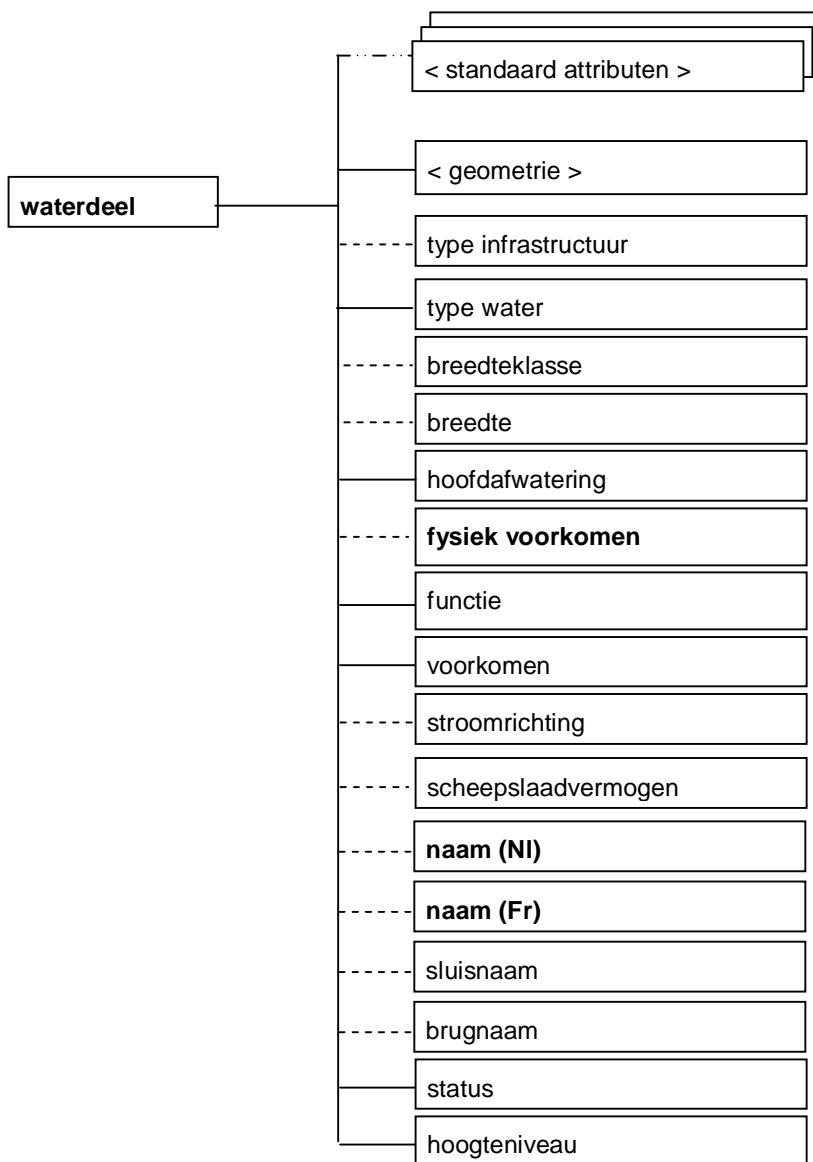 < standaard attributen >
< geometrie >
waterdeel
type infrastructuur
type water
breedteklasse
breedte
hoofdafwatering
fysiek voorkomen
functie
voorkomen
stroomrichting
scheepslaadvermogen
naam (Nl)
naam (Fr)
sluisnaam
brugnaam
status
hoogteniveau